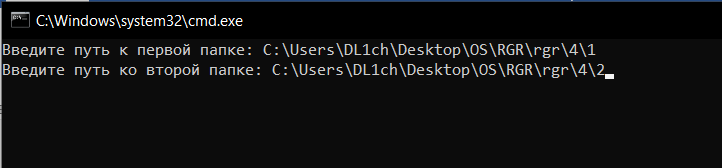 C:\Windows\system32\cmd.exe
Введите путь к первой папке: C:\Users\DL1ch\Desktop\OS\RGR\rgr\4\1
Введите путь ко второй папке: C:\Users\DL1ch\Desktop\OS\RGR\rgr\4\2